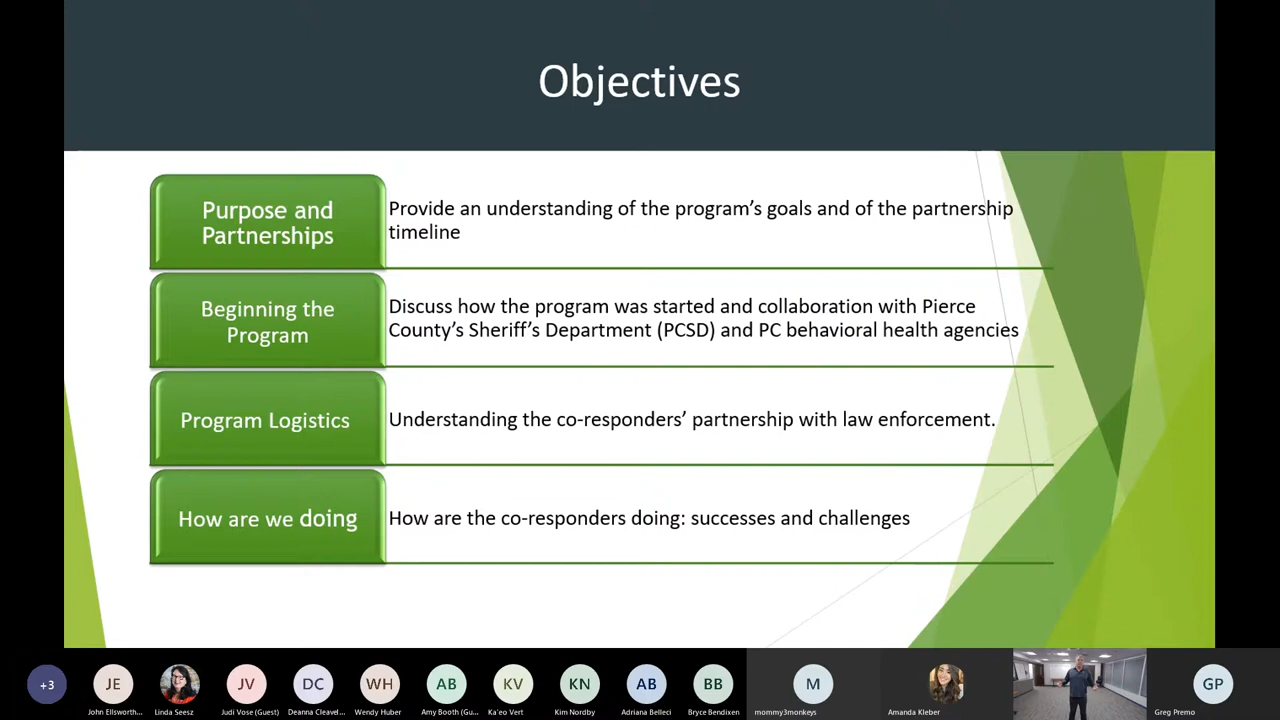 Objectives
Purpose and
Partnerships
Provide an understanding of the program's goals and of the partnership
timeline
Beginning the
Program
Discuss how the program was started and collaboration with Pierce
County's Sheriff's Department (PCSD) and PC behavioral health agencies
Program Logistics
Understanding the co-responders' partnership with law enforcement.
How are we doing
How are the co-responders doing: successes and challenges
+3
JE
JV
DC
WH
AB
KV
KN
AB
BB
M
GP
John Ellsworth...
Linda Seesz
Judi Vose (Guest)
Deanna Cleavel...
Wendy Huber
Amy Booth (Gu...
Ka'eo Vert
Kim Nordby
Adriana Belleci
Bryce Bendixen
mommy3monkeys
Amanda Kleber
Greg Premo